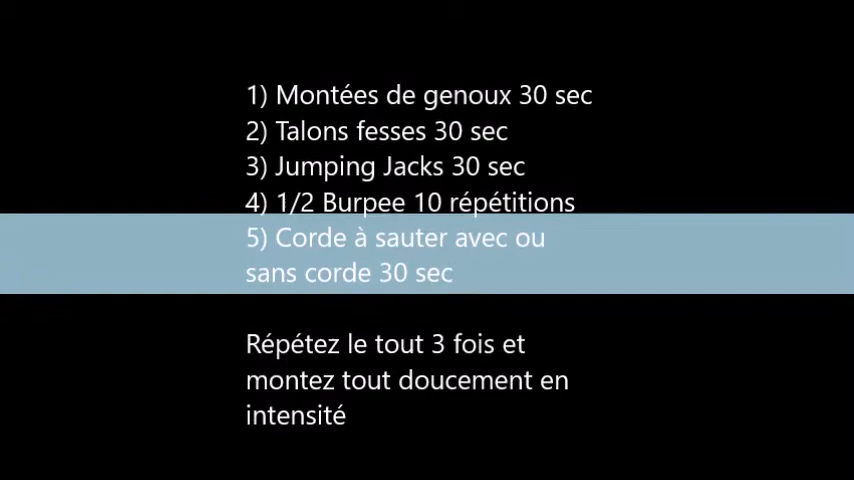 1) Montées de genoux 30 sec
2) Talons fesses 30 sec
3) Jumping Jacks 30 sec
4) 1/2 Burpee 10 répétitions
5) Corde à sauter avec ou
sans corde 30 sec
Répétez le tout 3 fois et
montez tout doucement en
intensité